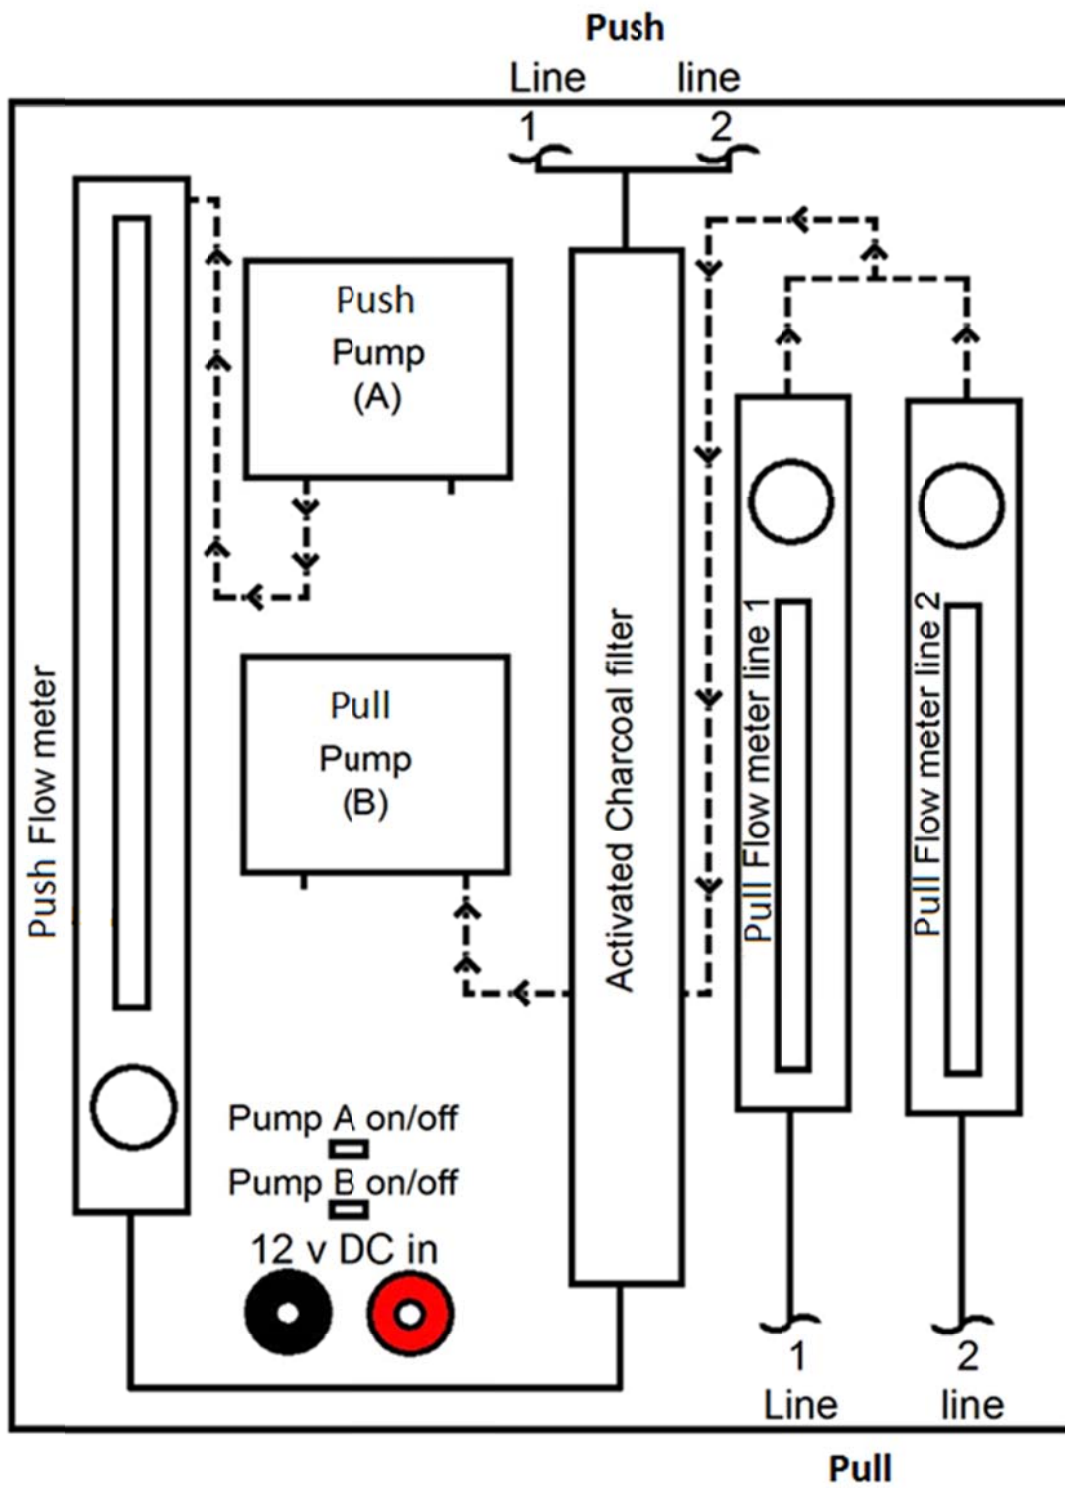 Push
Line line
1 2
Push
Pump
(A)
Push Flow meter
Pull
Pump
(B)
Activated Charcoal filter
Pull Flow meter line 1
Pull Flow meter line 2
Pump A on/off
Pump B on/off
12 v DC in
1 2
Line line
Pull